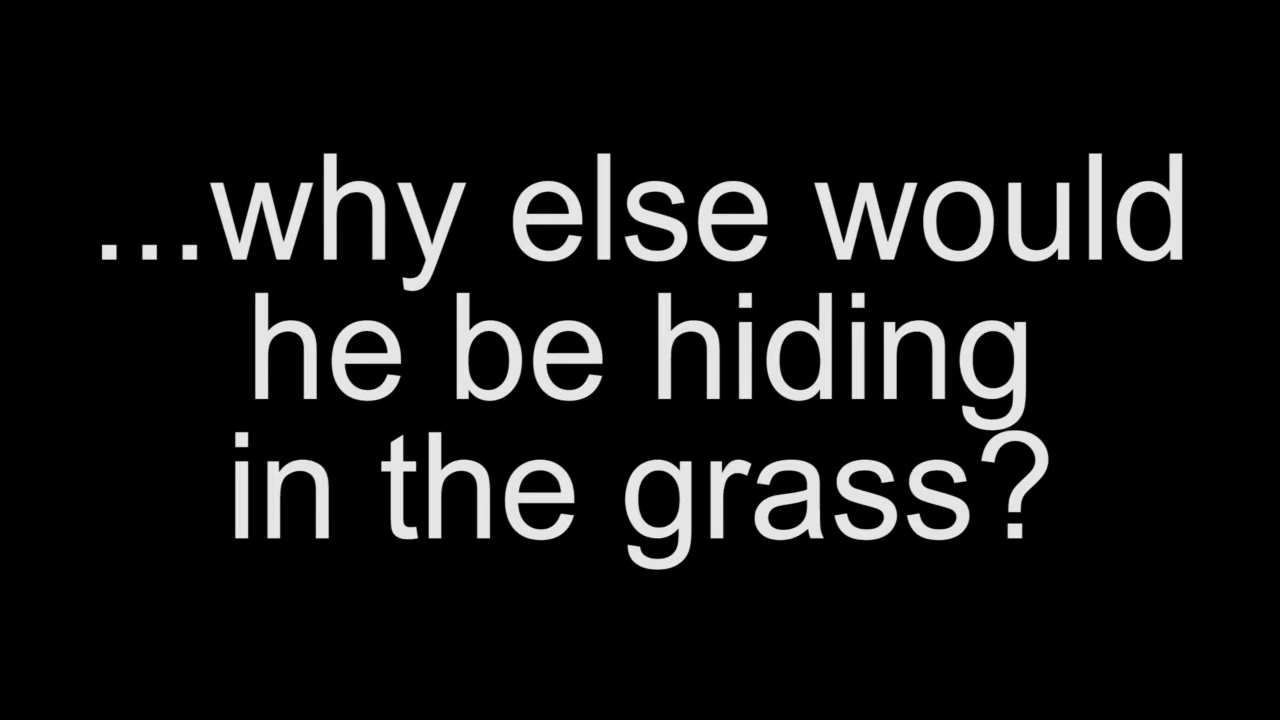 ...why else would
he be hiding
in the grass?